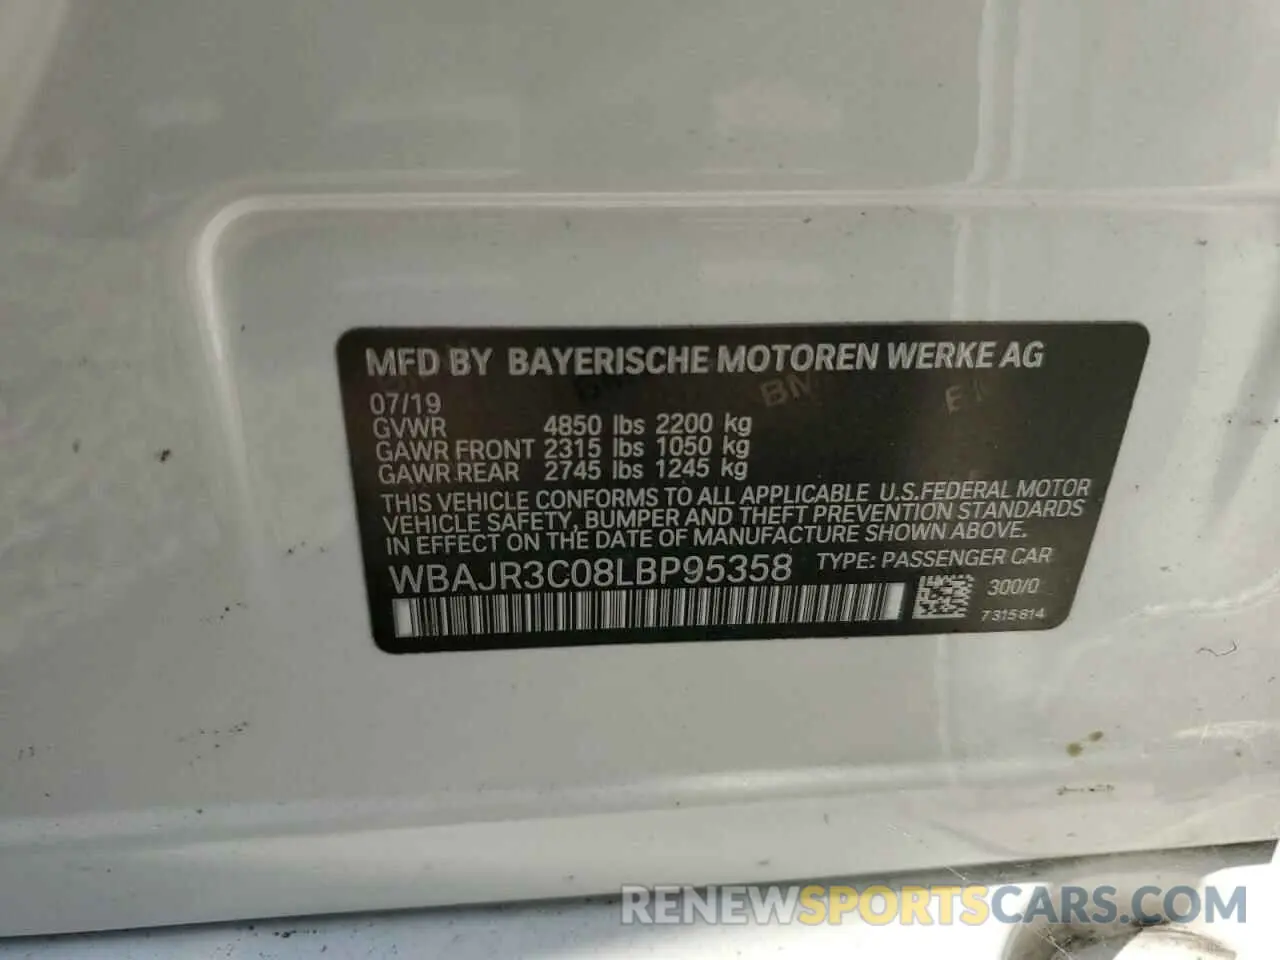 MFD BY BAYERISCHE MOTOREN WERKE AG
07/19
GVWR 4850 lbs 2200 kg
GAWR FRONT 2315 lbs 1050 kg
GAWR REAR 2745 lbs 1245 kg
THIS VEHICLE CONFORMS TO ALL APPLICABLE U.S.FEDERAL MOTOR
VEHICLE SAFETY, BUMPER AND THEFT PREVENTION STANDARDS
IN EFFECT ON THE DATE OF MANUFACTURE SHOWN ABOVE.
WBAJR3C08LBP95358 TYPE: PASSENGER CAR
300/0
7315814
RENEWSPORTSCARS.COM